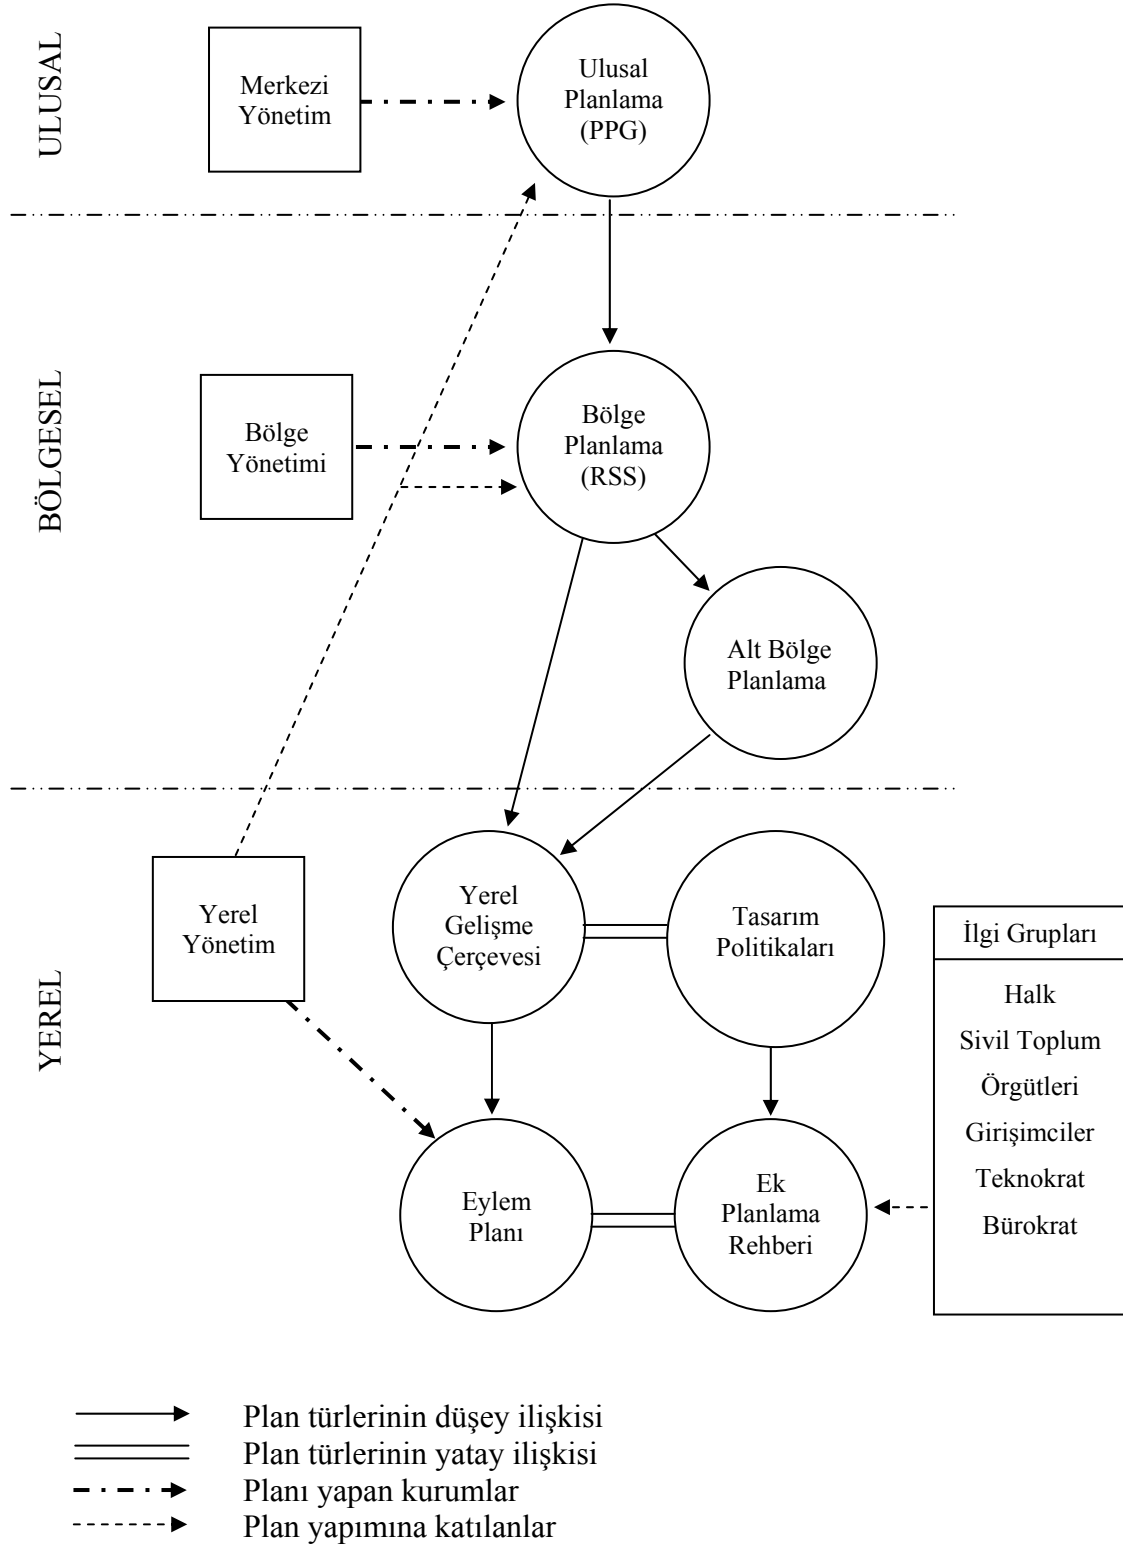 ULUSAL
Merkezi
Yönetim
Ulusal
Planlama
(PPG)
BÖLGESEL
Bölge
Yönetimi
Bölge
Planlama
(RSS)
Alt Bölge
Planlama
YEREL
Yerel
Yönetim
Yerel
Gelişme
Çerçevesi
Tasarım
Politikaları
İlgi Grupları
Halk
Sivil Toplum
Örgütleri
Girişimciler
Teknokrat
Bürokrat
Eylem
Planı
Ek
Planlama
Rehberi
Plan türlerinin düşey ilişkisi
Plan türlerinin yatay ilişkisi
Planı yapan kurumlar
Plan yapımına katılanlar